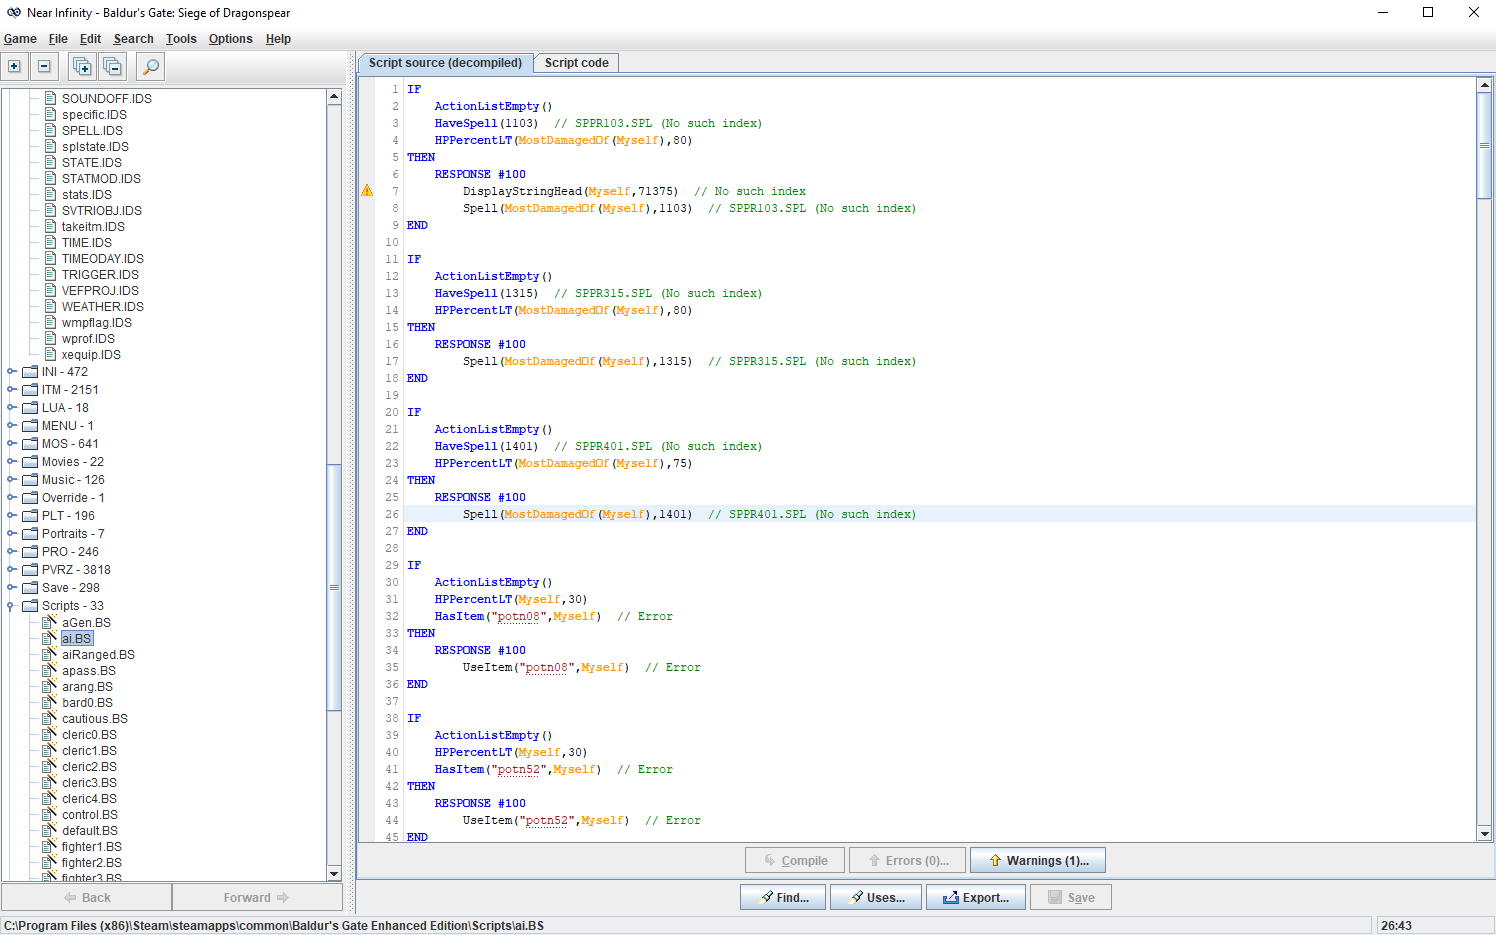 Near Infinity - Baldur's Gate: Siege of Dragonspear
Game File Edit Search Tools Options Help
SOUNDOFF.IDS
specific.IDS
SPELL.IDS
splstate.IDS
STATE.IDS
STATMOD.IDS
stats.IDS
SVTRIOBJ.IDS
takeitm.IDS
TIME.IDS
TIMEODAY.IDS
TRIGGER.IDS
VEFPROJ.IDS
WEATHER.IDS
wmpflag.IDS
wprof.IDS
xequip.IDS
INI - 472
ITM - 2151
LUA - 18
MENU - 1
MOS - 641
Movies - 22
Music - 126
Override - 1
PLT - 196
Portraits - 7
PRO - 246
PVRZ - 3818
Save - 298
Scripts - 33
aGen.BS
ai.BS
aiRanged.BS
apass.BS
arang.BS
bard0.BS
cautious.BS
cleric0.BS
cleric1.BS
cleric2.BS
cleric3.BS
cleric4.BS
control.BS
default.BS
fighter1.BS
fighter2.BS
fighter3.BS
Back Forward
Script source (decompiled) Script code
1 IF
2 ActionListEmpty()
3 HaveSpell(1103) // SPPR103.SPL (No such index)
4 HPPercentLT(MostDamagedOf(Myself),80)
5 THEN
6 RESPONSE #100
7 DisplayStringHead(Myself,71375) // No such index
8 Spell(MostDamagedOf(Myself),1103) // SPPR103.SPL (No such index)
9 END
10
11 IF
12 ActionListEmpty()
13 HaveSpell(1315) // SPPR315.SPL (No such index)
14 HPPercentLT(MostDamagedOf(Myself),80)
15 THEN
16 RESPONSE #100
17 Spell(MostDamagedOf(Myself),1315) // SPPR315.SPL (No such index)
18 END
19
20 IF
21 ActionListEmpty()
22 HaveSpell(1401) // SPPR401.SPL (No such index)
23 HPPercentLT(MostDamagedOf(Myself),75)
24 THEN
25 RESPONSE #100
26 Spell(MostDamagedOf(Myself),1401) // SPPR401.SPL (No such index)
27 END
28
29 IF
30 ActionListEmpty()
31 HPPercentLT(Myself,30)
32 HasItem("potn08",Myself) // Error
33 THEN
34 RESPONSE #100
35 UseItem("potn08",Myself) // Error
36 END
37
38 IF
39 ActionListEmpty()
40 HPPercentLT(Myself,30)
41 HasItem("potn52",Myself) // Error
42 THEN
43 RESPONSE #100
44 UseItem("potn52",Myself) // Error
45 END
Compile Errors (0)... Warnings (1)...
Find... Uses... Export... Save
C:\Program Files (x86)\Steam\steamapps\common\Baldur's Gate Enhanced Edition\Scripts\ai.BS 26:43